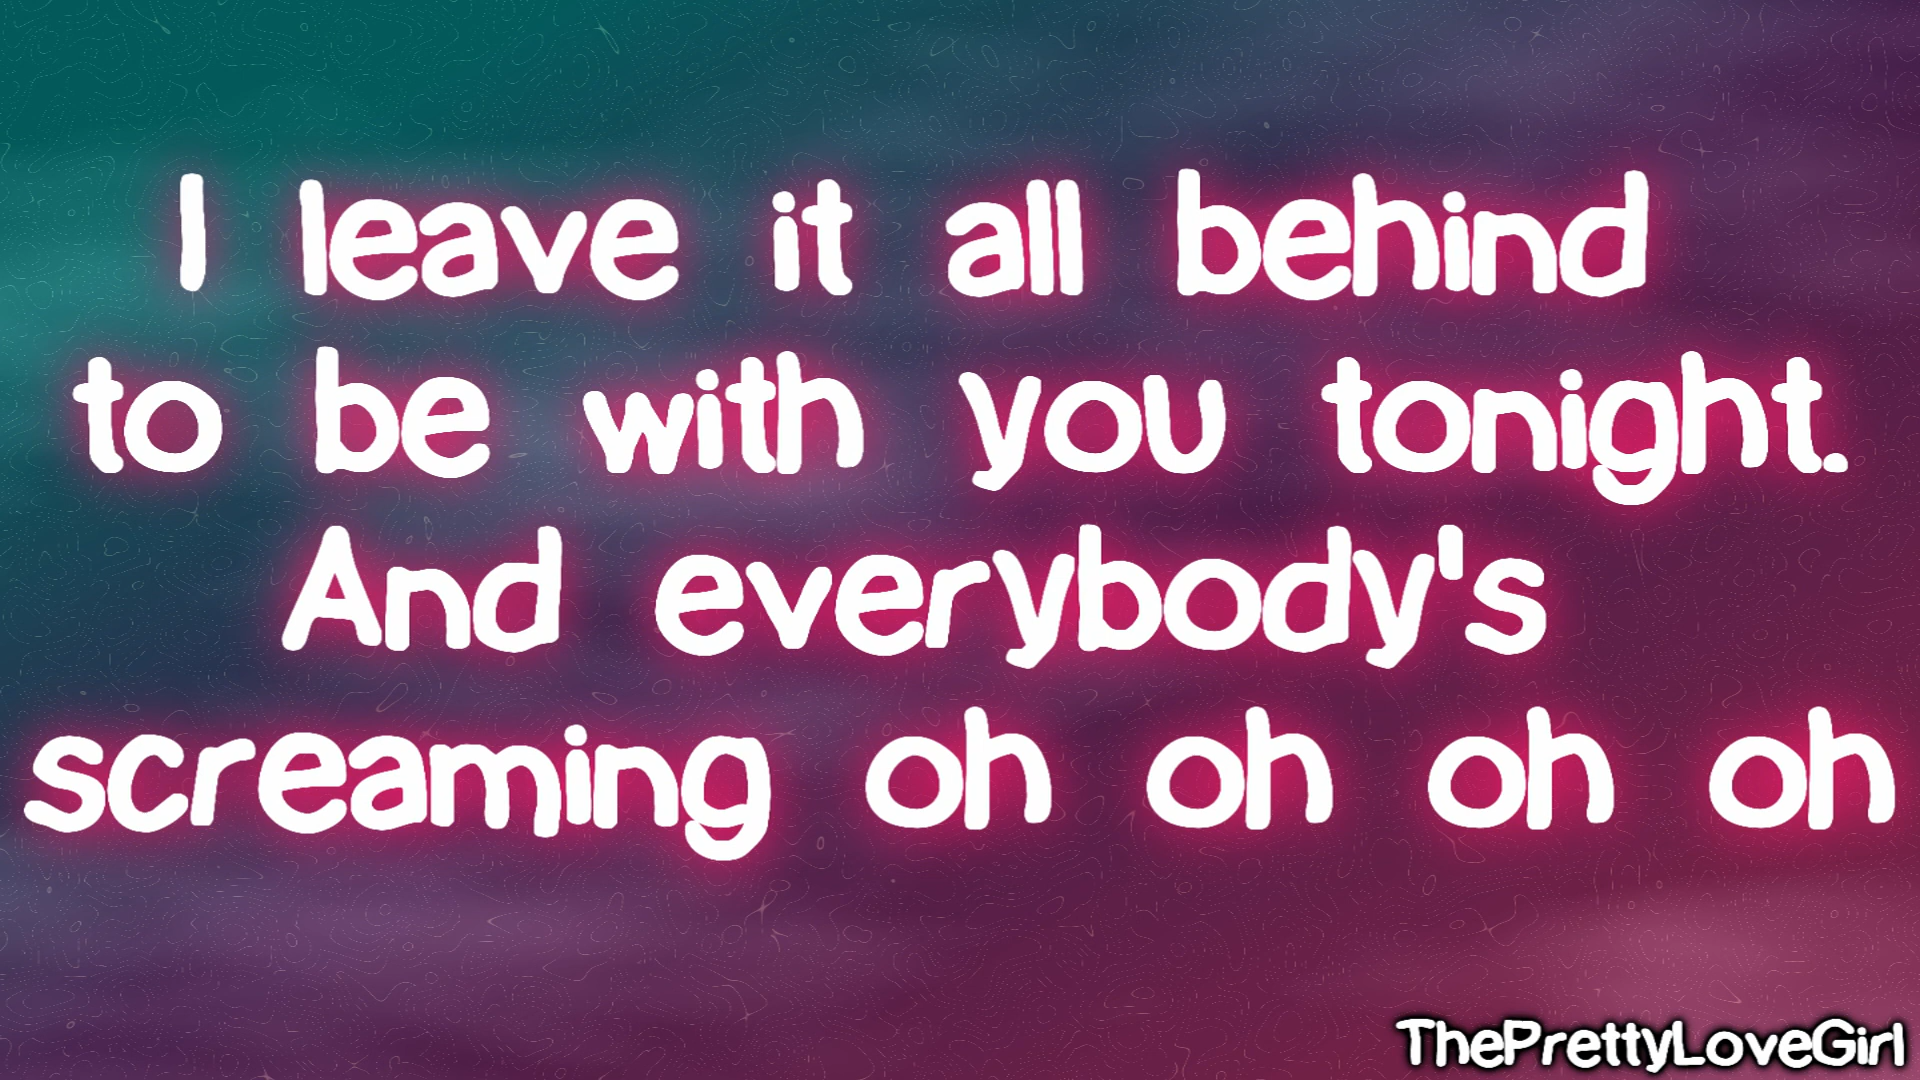 I leave it all behind
to be with you tonight.
And everybody's
screaming oh oh oh oh
ThePrettyLoveGirl